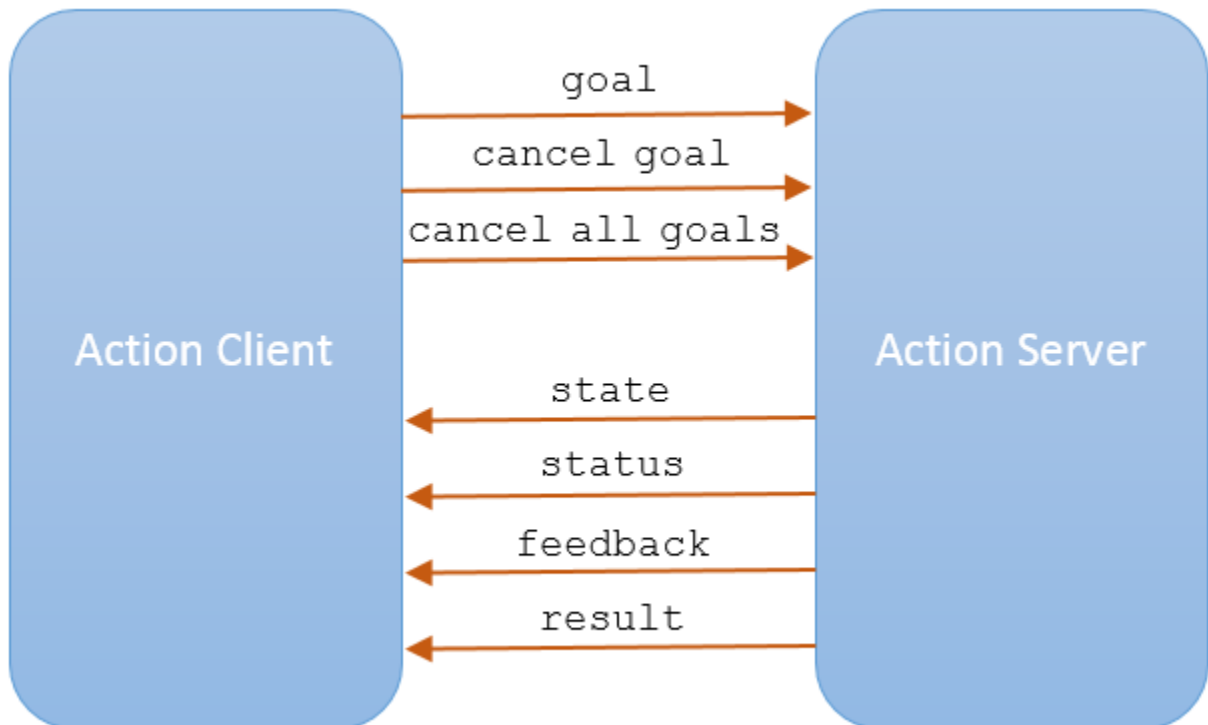 goal
cancel goal
cancel all goals
Action Client
Action Server
state
status
feedback
result